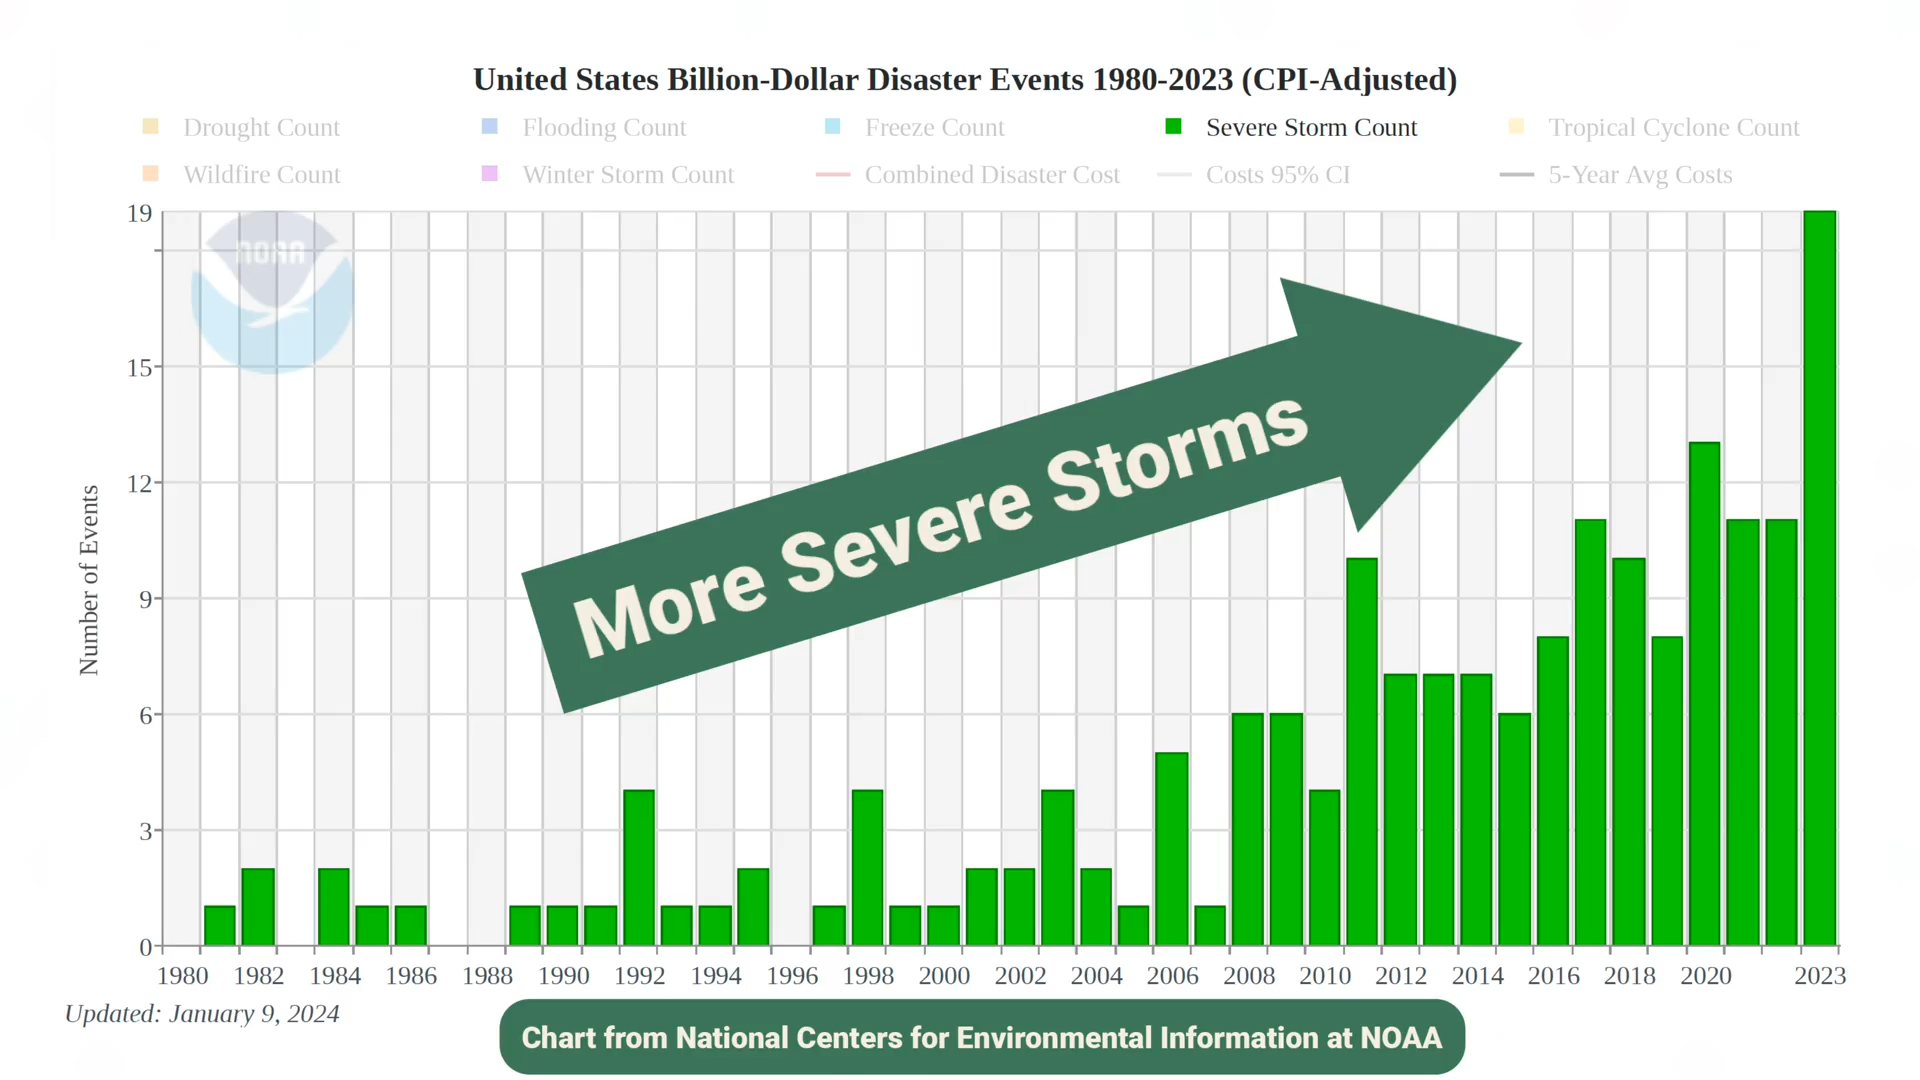 United States Billion-Dollar Disaster Events 1980-2023 (CPI-Adjusted)
Drought Count Flooding Count Freeze Count Severe Storm Count Tropical Cyclone Count
Wildfire Count Winter Storm Count Combined Disaster Cost Costs 95% CI 5-Year Avg Costs
NOAA
19
15
12
9
6
3
0
Number of Events
More Severe Storms
1980 1982 1984 1986 1988 1990 1992 1994 1996 1998 2000 2002 2004 2006 2008 2010 2012 2014 2016 2018 2020 2023
Updated: January 9, 2024
Chart from National Centers for Environmental Information at NOAA